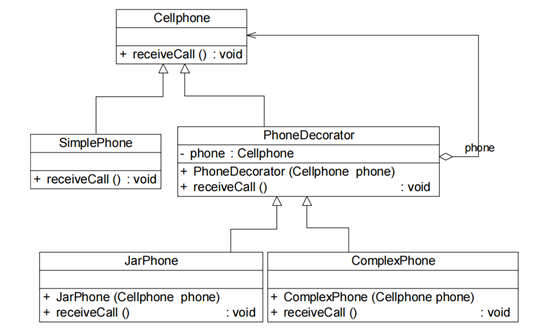 Cellphone
+ receiveCall () : void
SimplePhone
+ receiveCall () : void
PhoneDecorator
- phone : Cellphone
+ PhoneDecorator (Cellphone phone)
+ receiveCall () : void
phone
JarPhone
+ JarPhone (Cellphone phone)
+ receiveCall () : void
ComplexPhone
+ ComplexPhone (Cellphone phone)
+ receiveCall () : void